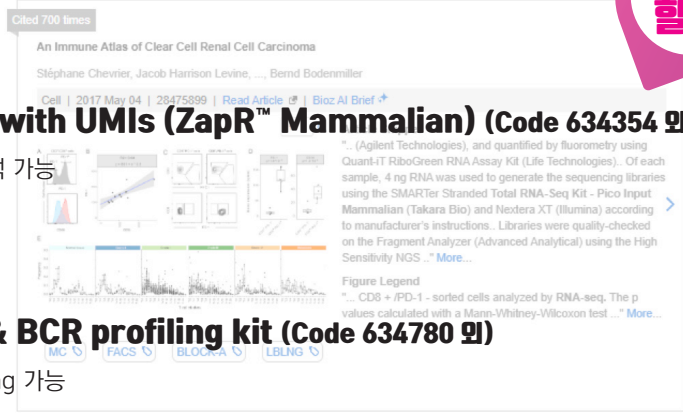 Cited 700 times
An Immune Atlas of Clear Cell Renal Cell Carcinoma
Stéphane Chevrier, Jacob Harrison Levine, ..., Bernd Bodenmiller
Cell | 2017 May 04 | 28475899 | Read Article | Bioz AI Brief
with UMIs (ZapR™ Mammalian) (Code 634354 외
가능
".. (Agilent Technologies), and quantified by fluorometry using
Quant-iT RiboGreen RNA Assay Kit (Life Technologies).. Of each
sample, 4 ng RNA was used to generate the sequencing libraries
using the SMARTer Stranded Total RNA-Seq Kit - Pico Input
Mammalian (Takara Bio) and Nextera XT (Illumina) according
to manufacturer's instructions.. Libraries were quality-checked
on the Fragment Analyzer (Advanced Analytical) using the High
Sensitivity NGS .." More...
Figure Legend
"... CD8 + /PD-1 - sorted cells analyzed by RNA-seq. The p
values calculated with a Mann-Whitney-Wilcoxon test ..." More...
& BCR profiling kit (Code 634780 외)
MC
FACS
BLOCK-A
LBLNG
g 가능